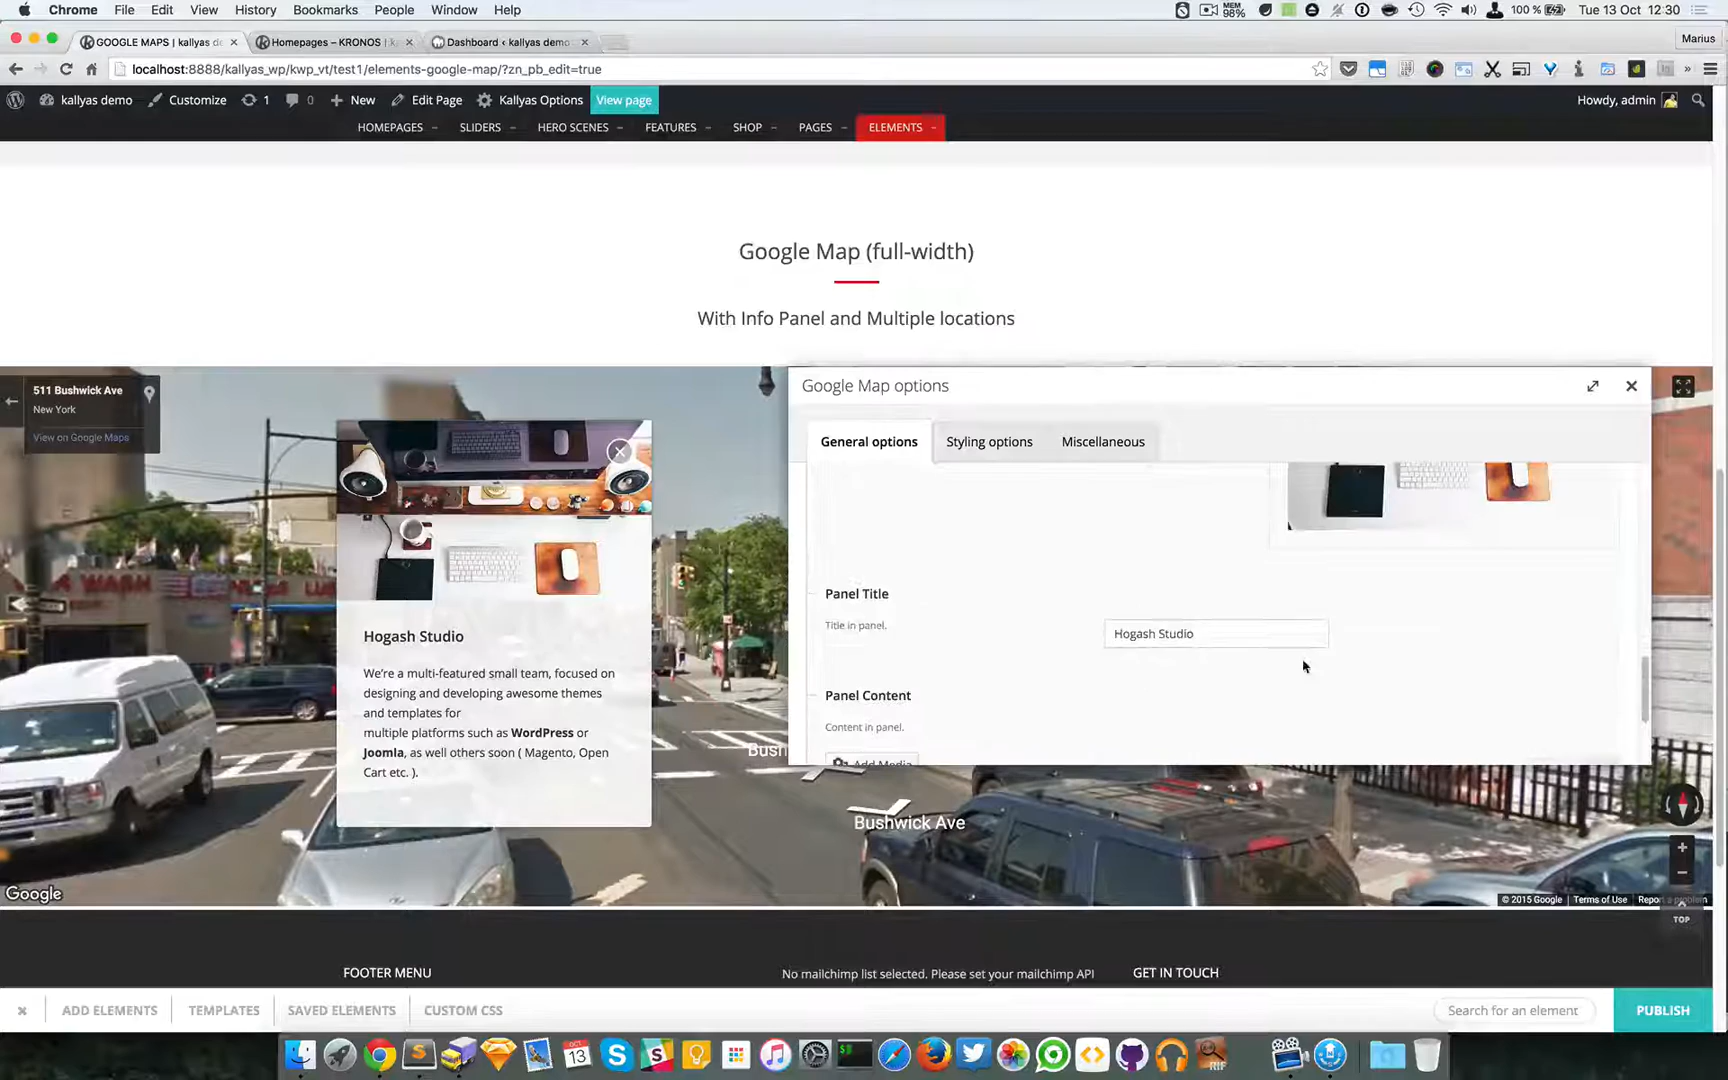 Chrome File Edit View History Bookmarks People Window Help
MEM 98% 100 % Tue 13 Oct 12:30
GOOGLE MAPS | kallyas de
Homepages – KRONOS | k
Dashboard ‹ kallyas demo
Marius
localhost:8888/kallyas_wp/kwp_vt/test1/elements-google-map/?zn_pb_edit=true
kallyas demo Customize 1 0 New Edit Page Kallyas Options View page Howdy, admin
HOMEPAGES SLIDERS HERO SCENES FEATURES SHOP PAGES ELEMENTS
Google Map (full-width)
With Info Panel and Multiple locations
511 Bushwick Ave
New York
View on Google Maps
Google Map options
General options Styling options Miscellaneous
Panel Title
Title in panel.
Hogash Studio
Panel Content
Content in panel.
Add Media
Hogash Studio
We're a multi-featured small team, focused on
designing and developing awesome themes
and templates for
multiple platforms such as WordPress or
Joomla, as well others soon ( Magento, Open
Cart etc. ).
Bush
Bushwick Ave
Google
© 2015 Google Terms of Use Report a problem
TOP
FOOTER MENU
No mailchimp list selected. Please set your mailchimp API
GET IN TOUCH
ADD ELEMENTS TEMPLATES SAVED ELEMENTS CUSTOM CSS
Search for an element
PUBLISH